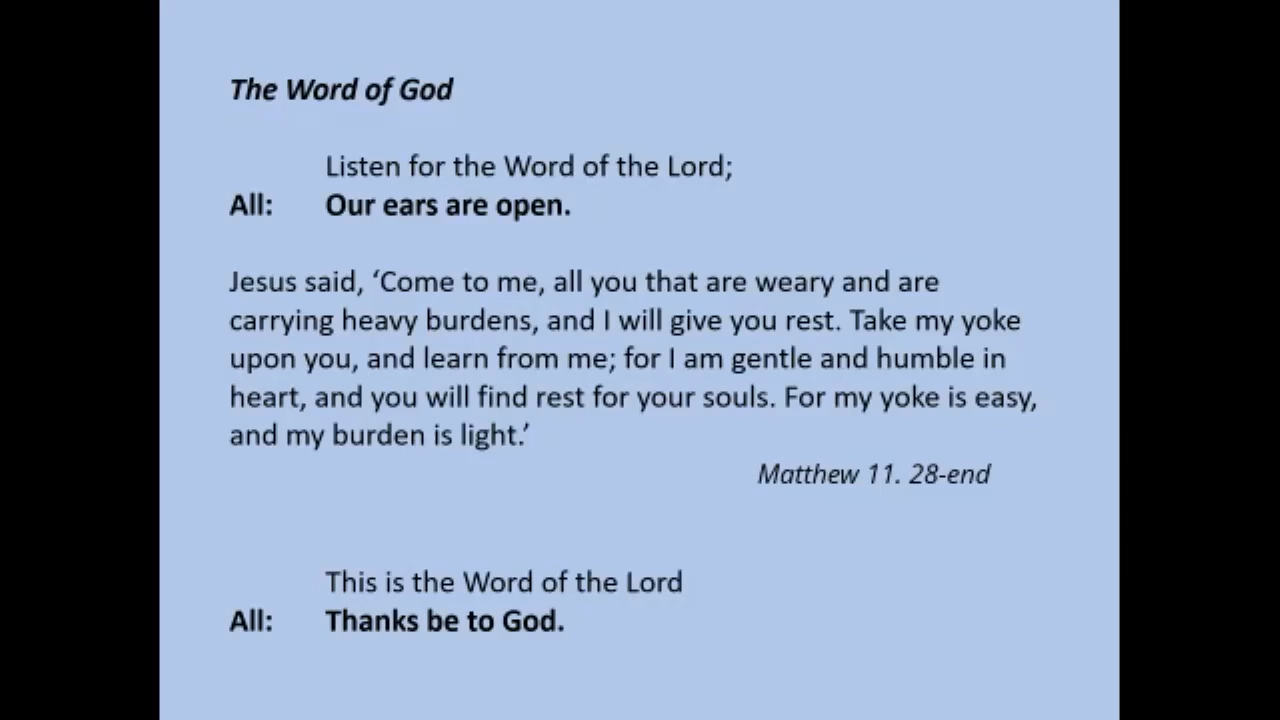 The Word of God
Listen for the Word of the Lord;
All: Our ears are open.
Jesus said, ‘Come to me, all you that are weary and are
carrying heavy burdens, and I will give you rest. Take my yoke
upon you, and learn from me; for I am gentle and humble in
heart, and you will find rest for your souls. For my yoke is easy,
and my burden is light.’
Matthew 11. 28-end
This is the Word of the Lord
All: Thanks be to God.